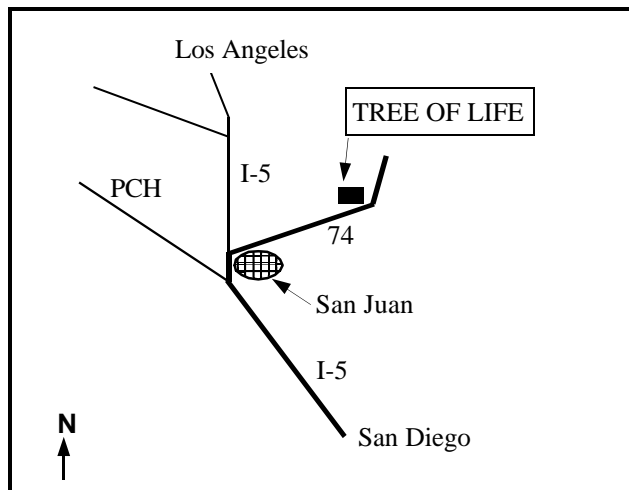 Los Angeles
TREE OF LIFE
I-5
PCH
74
San Juan
I-5
N
San Diego